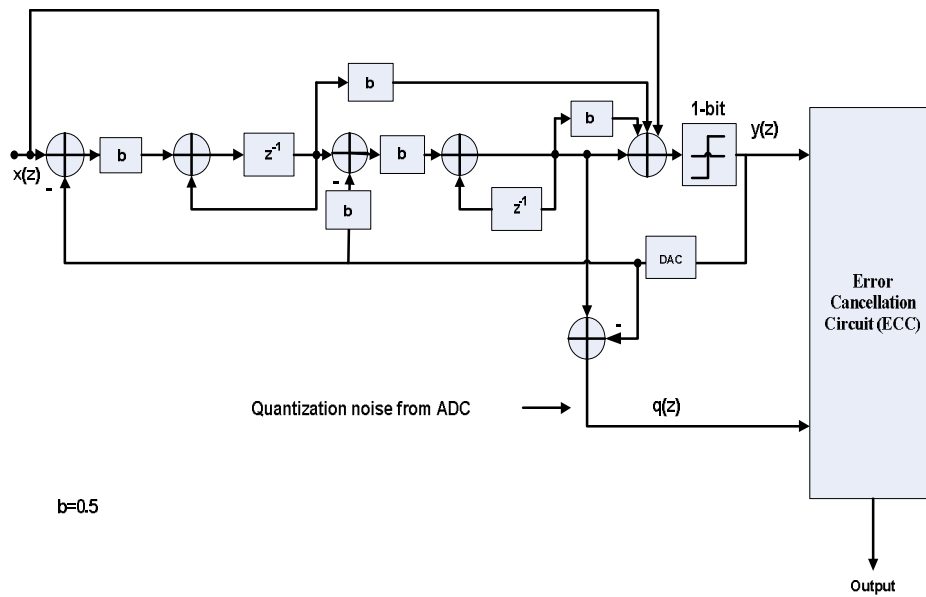 b
b
1-bit
y(z)
b
z-1
b
x(z)
-
-
b
z-1
-
DAC
Error
Cancellation
Circuit (ECC)
Quantization noise from ADC
q(z)
b=0.5
Output